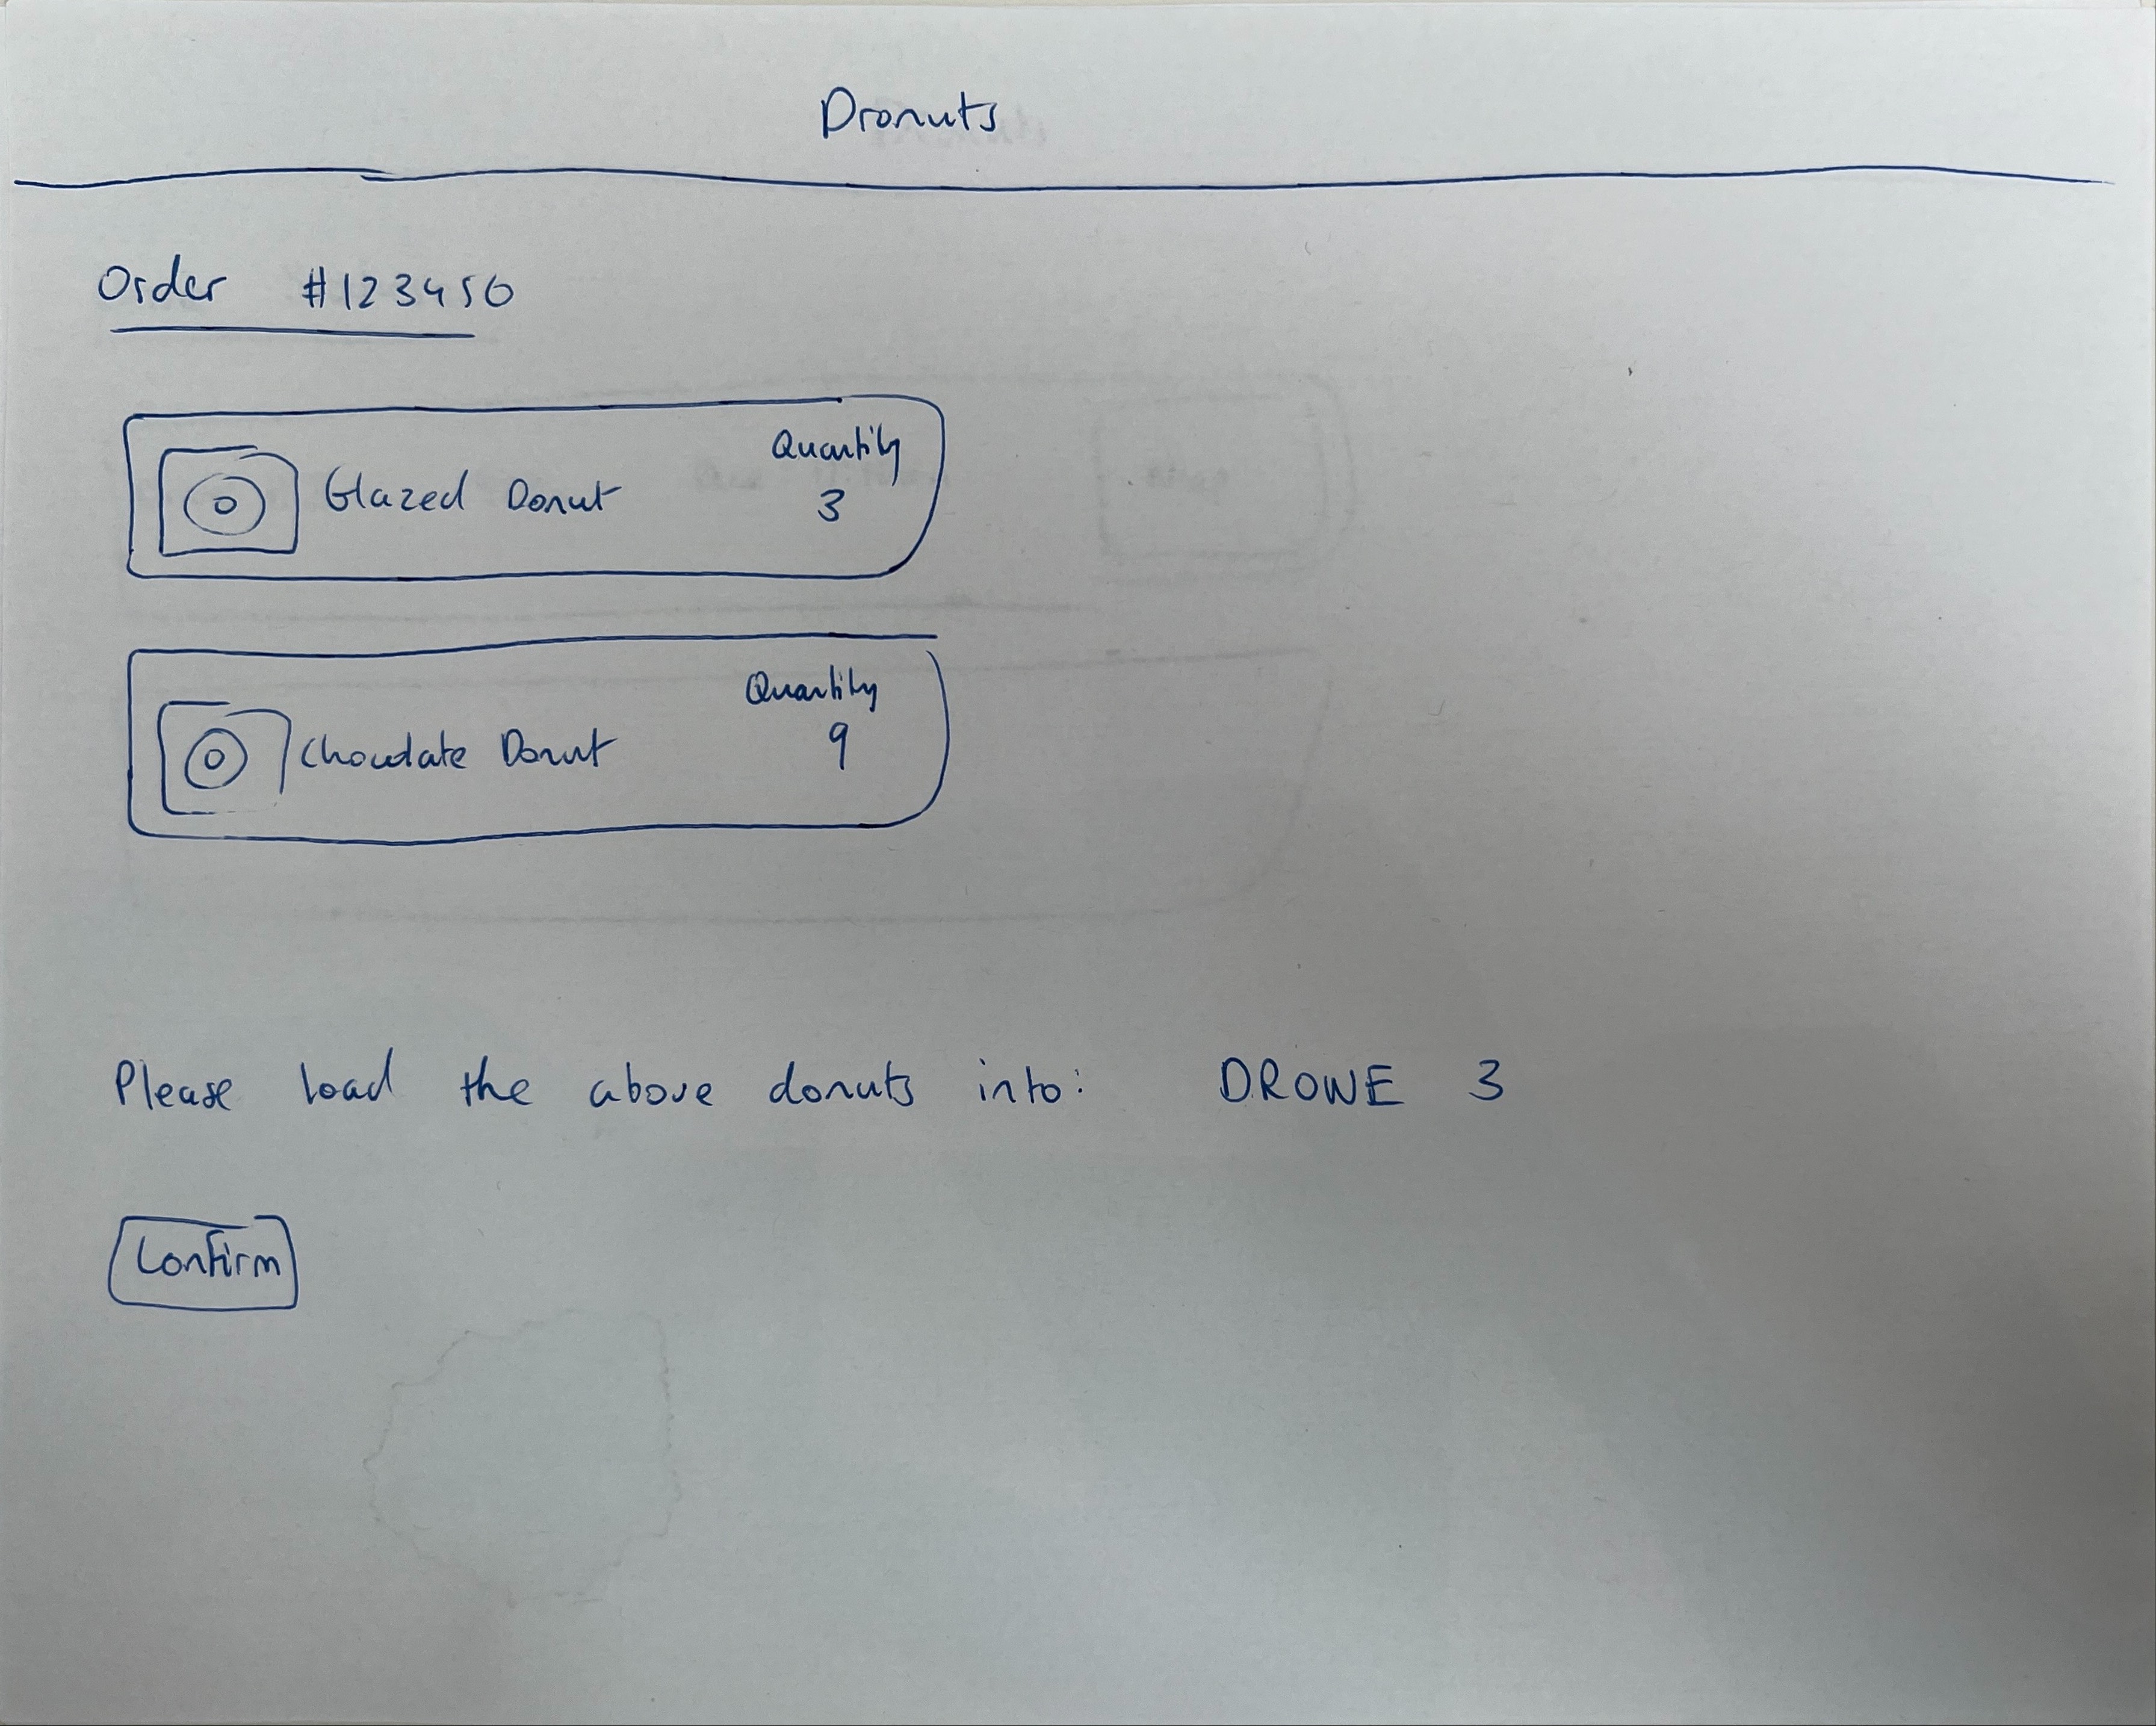 Dronuts
Order #123450
Quantity
Glazed Donut 3
Quantity
Chocolate Donut 9
Please load the above donuts into: DRONE 3
Confirm